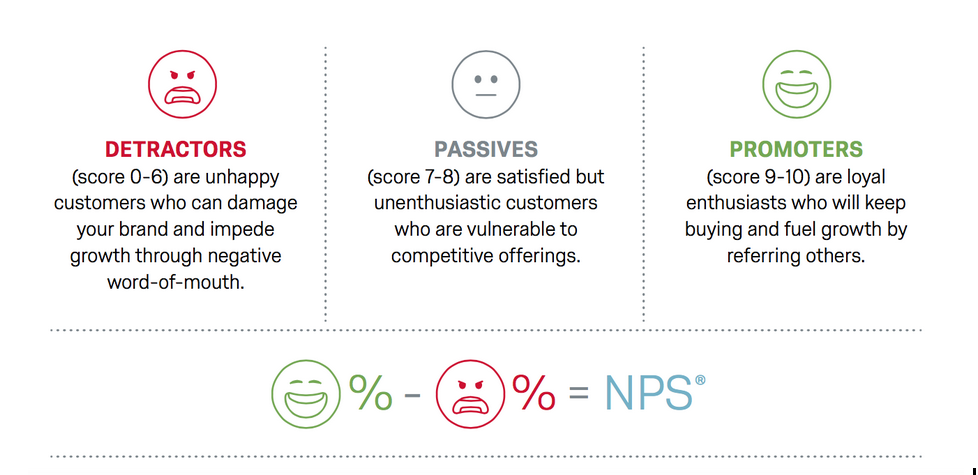 DETRACTORS
(score 0-6) are unhappy
customers who can damage
your brand and impede
growth through negative
word-of-mouth.
PASSIVES
(score 7-8) are satisfied but
unenthusiastic customers
who are vulnerable to
competitive offerings.
PROMOTERS
(score 9-10) are loyal
enthusiasts who will keep
buying and fuel growth by
referring others.
% - % = NPS®